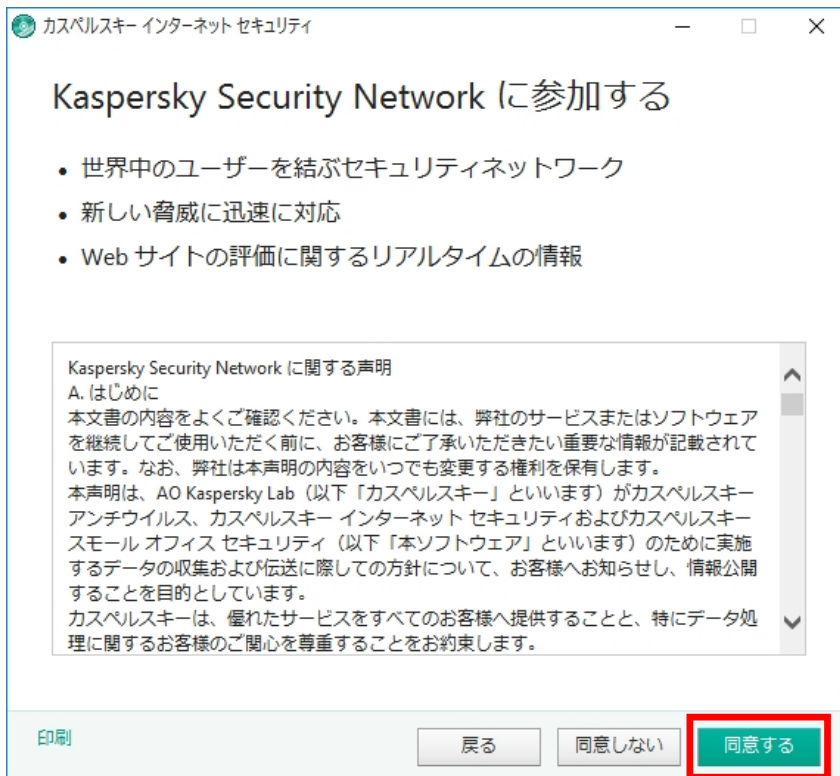 カスペルスキー インターネット セキュリティ
Kaspersky Security Network に参加する
• 世界中のユーザーを結ぶセキュリティネットワーク
• 新しい脅威に迅速に対応
• Web サイトの評価に関するリアルタイムの情報
Kaspersky Security Network に関する声明
A. はじめに
本文書の内容をよくご確認ください。本文書には、弊社のサービスまたはソフトウェア
を継続してご使用いただく前に、お客様にご了承いただきたい重要な情報が記載されて
います。なお、弊社は本声明の内容をいつでも変更する権利を保有します。
本声明は、AO Kaspersky Lab（以下「カスペルスキー」といいます）がカスペルスキー
アンチウイルス、カスペルスキー インターネット セキュリティおよびカスペルスキー
スモール オフィス セキュリティ（以下「本ソフトウェア」といいます）のために実施
するデータの収集および伝送に際しての方針について、お客様へお知らせし、情報公開
することを目的としています。
カスペルスキーは、優れたサービスをすべてのお客様へ提供することと、特にデータ処
理に関するお客様のご関心を尊重することをお約束します。
印刷
戻る
同意しない
同意する